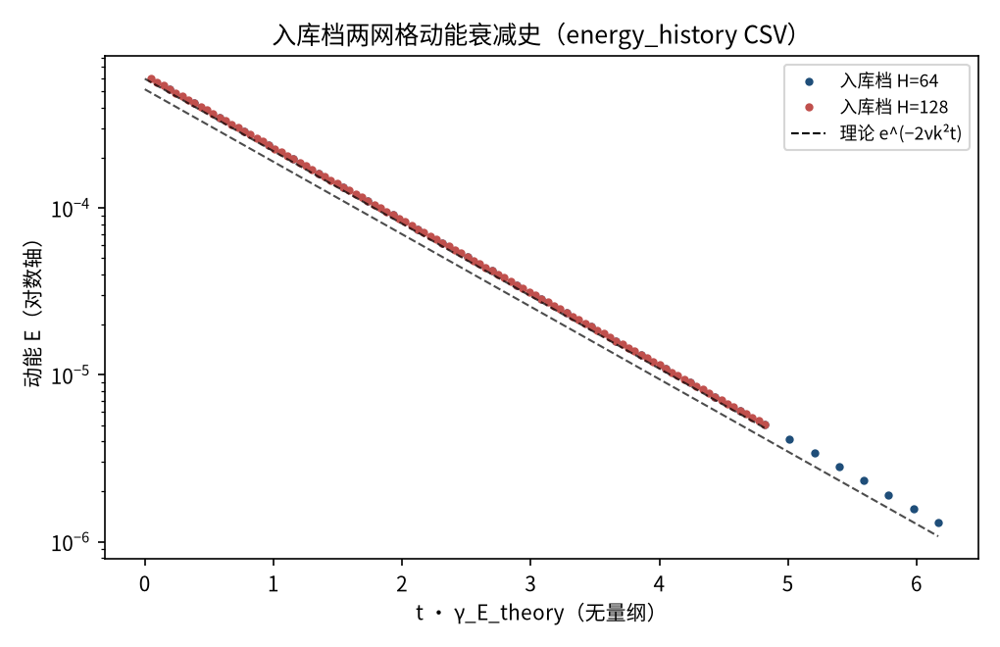 入库档两网格动能衰减史（energy_history CSV）
入库档 H=64
入库档 H=128
理论 e^(−2νk²t)
动能 E（对数轴）
10⁻⁴
10⁻⁵
10⁻⁶
0 1 2 3 4 5 6
t · γ_E_theory（无量纲）